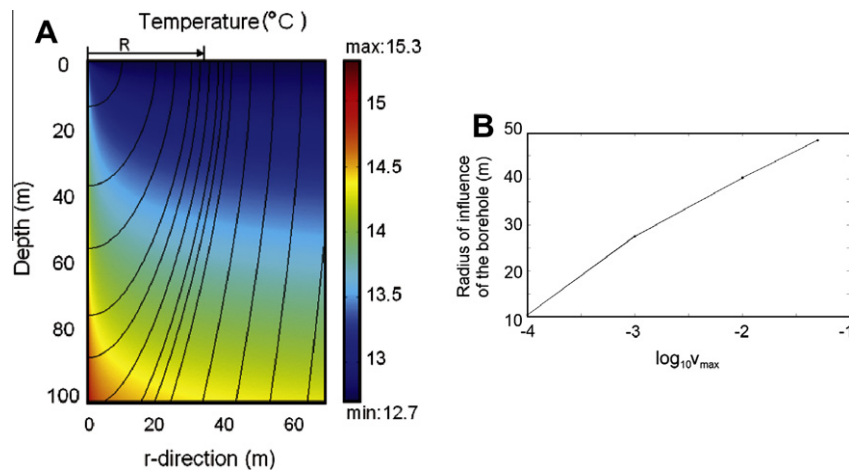 A
Temperature (°C)
R
max:15.3
0
20
40
60
80
100
Depth (m)
0 20 40 60
r-direction (m)
15
14.5
14
13.5
13
min:12.7
B
50
40
30
20
10
Radius of influence
of the borehole (m)
-4 -3 -2 -1
log₁₀vmax